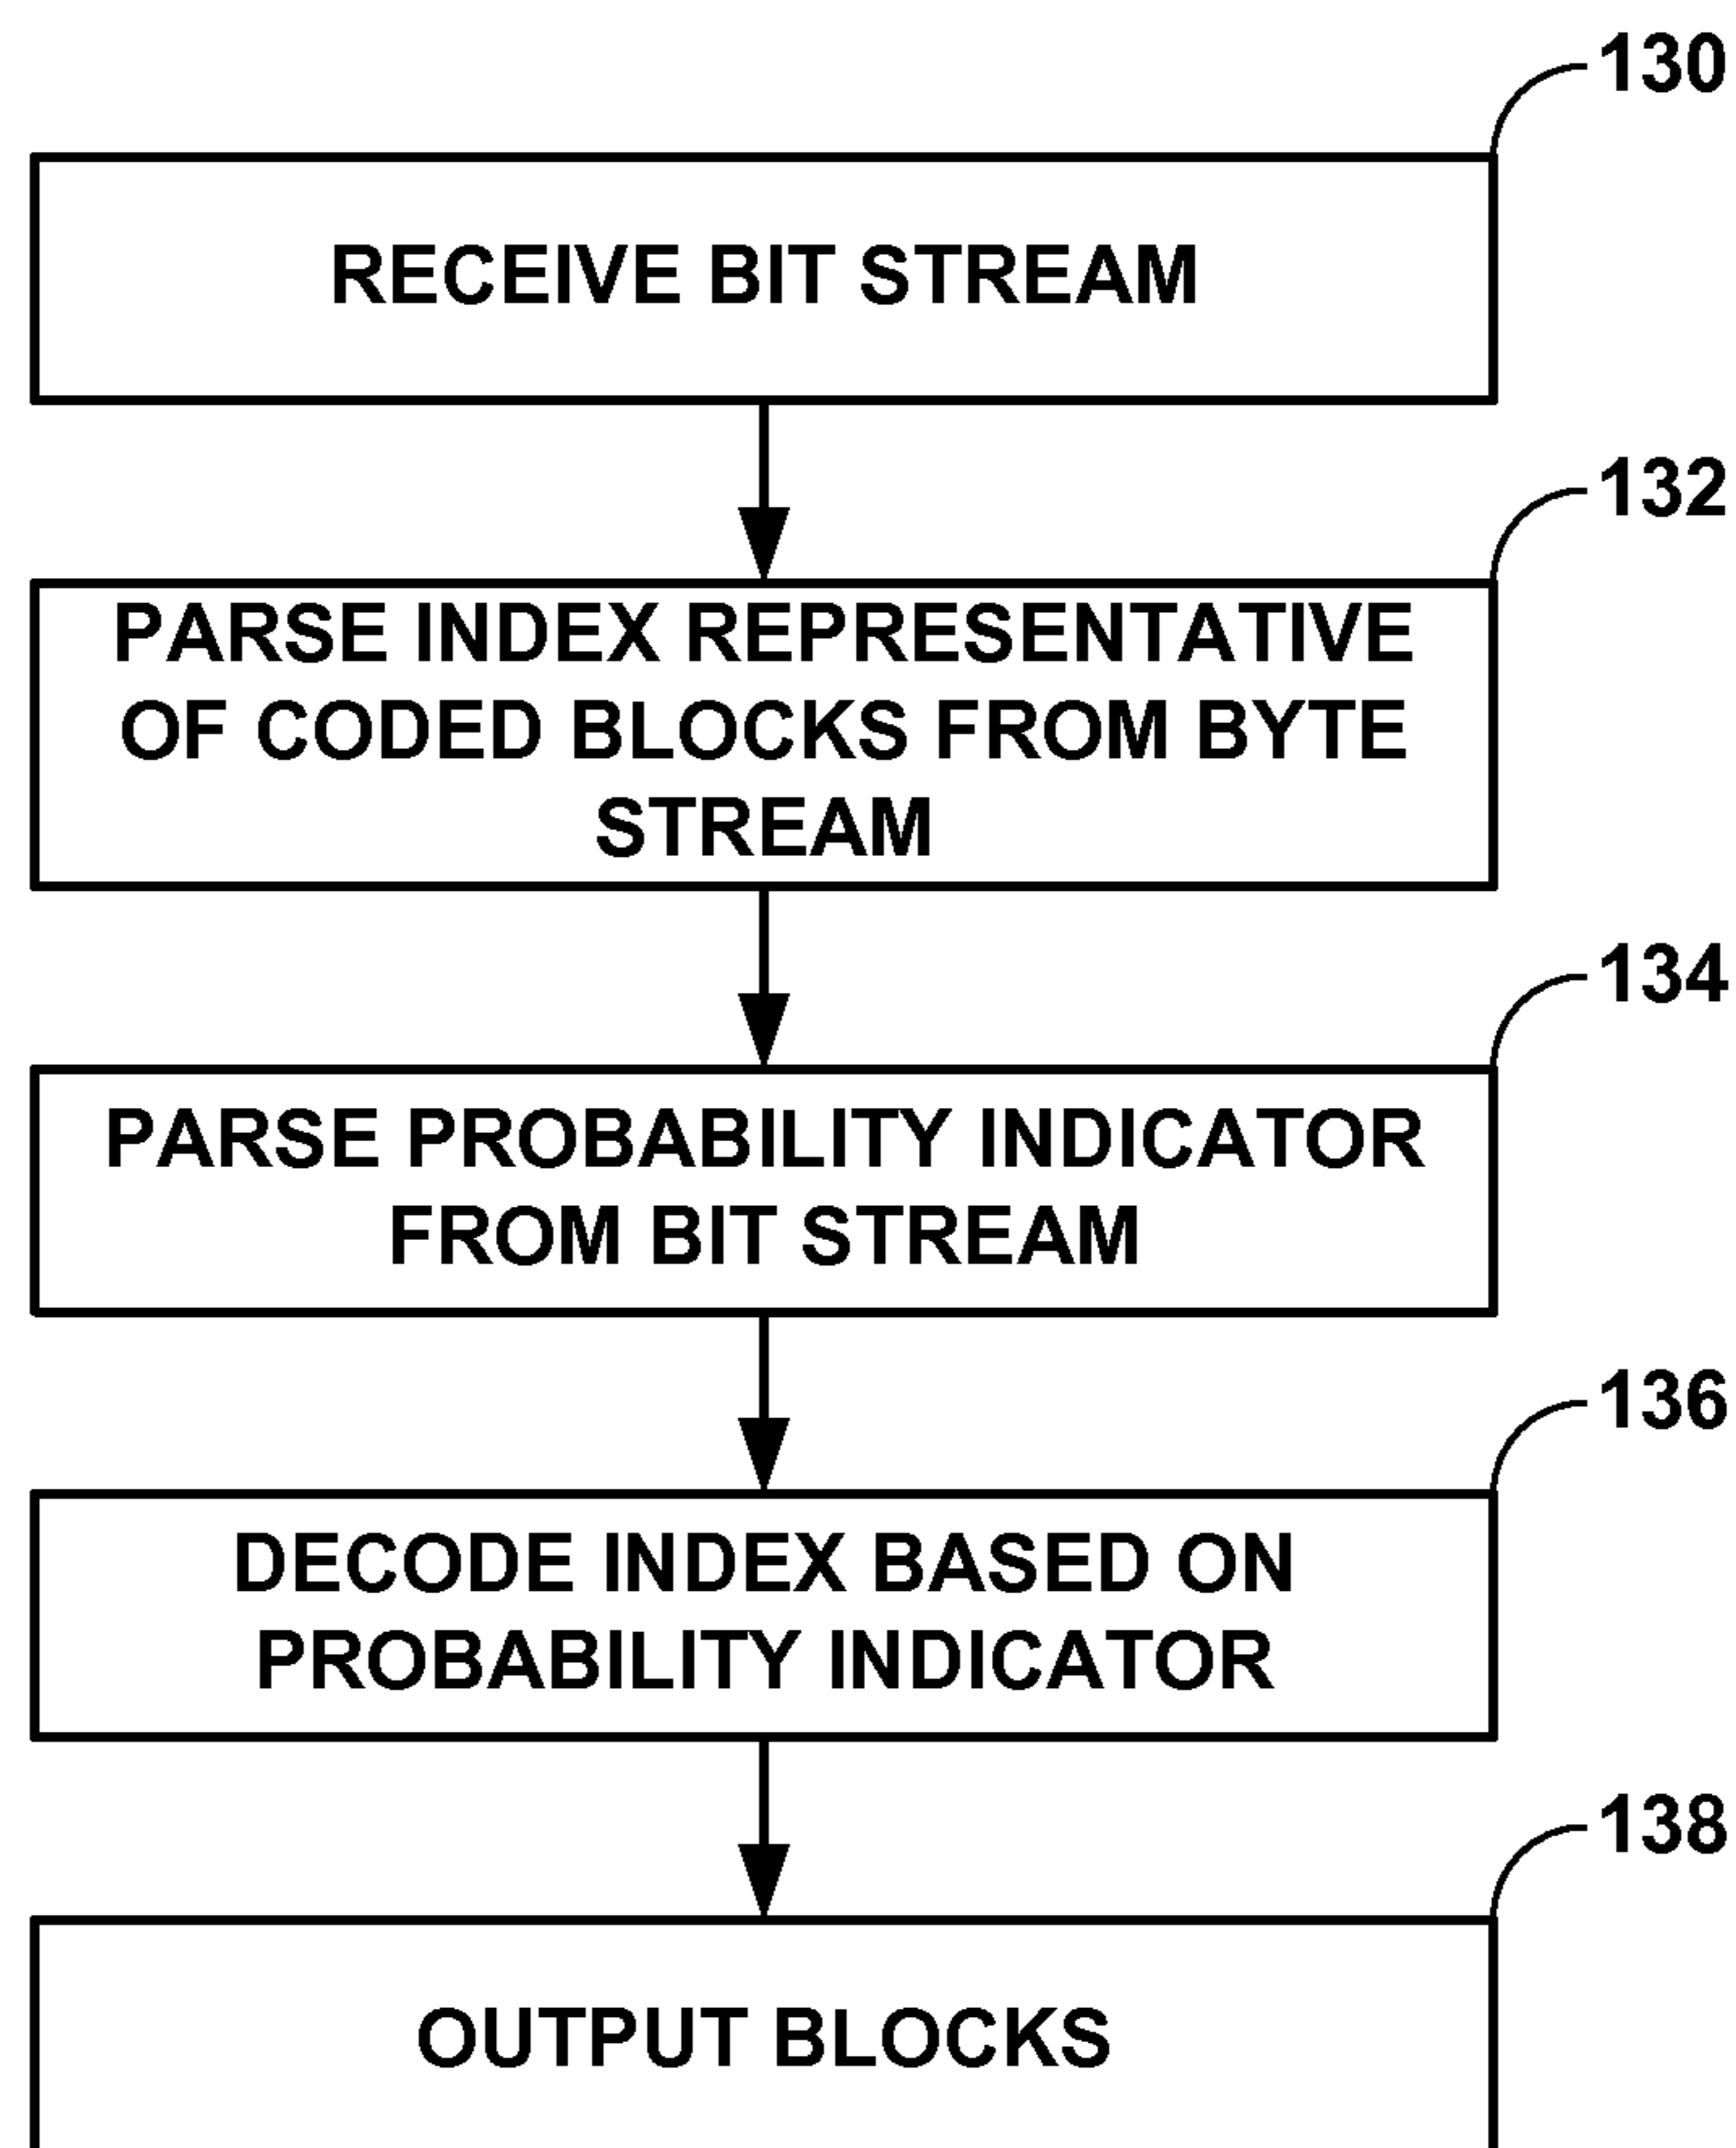 130
RECEIVE BIT STREAM
132
PARSE INDEX REPRESENTATIVE
OF CODED BLOCKS FROM BYTE
STREAM
134
PARSE PROBABILITY INDICATOR
FROM BIT STREAM
136
DECODE INDEX BASED ON
PROBABILITY INDICATOR
138
OUTPUT BLOCKS